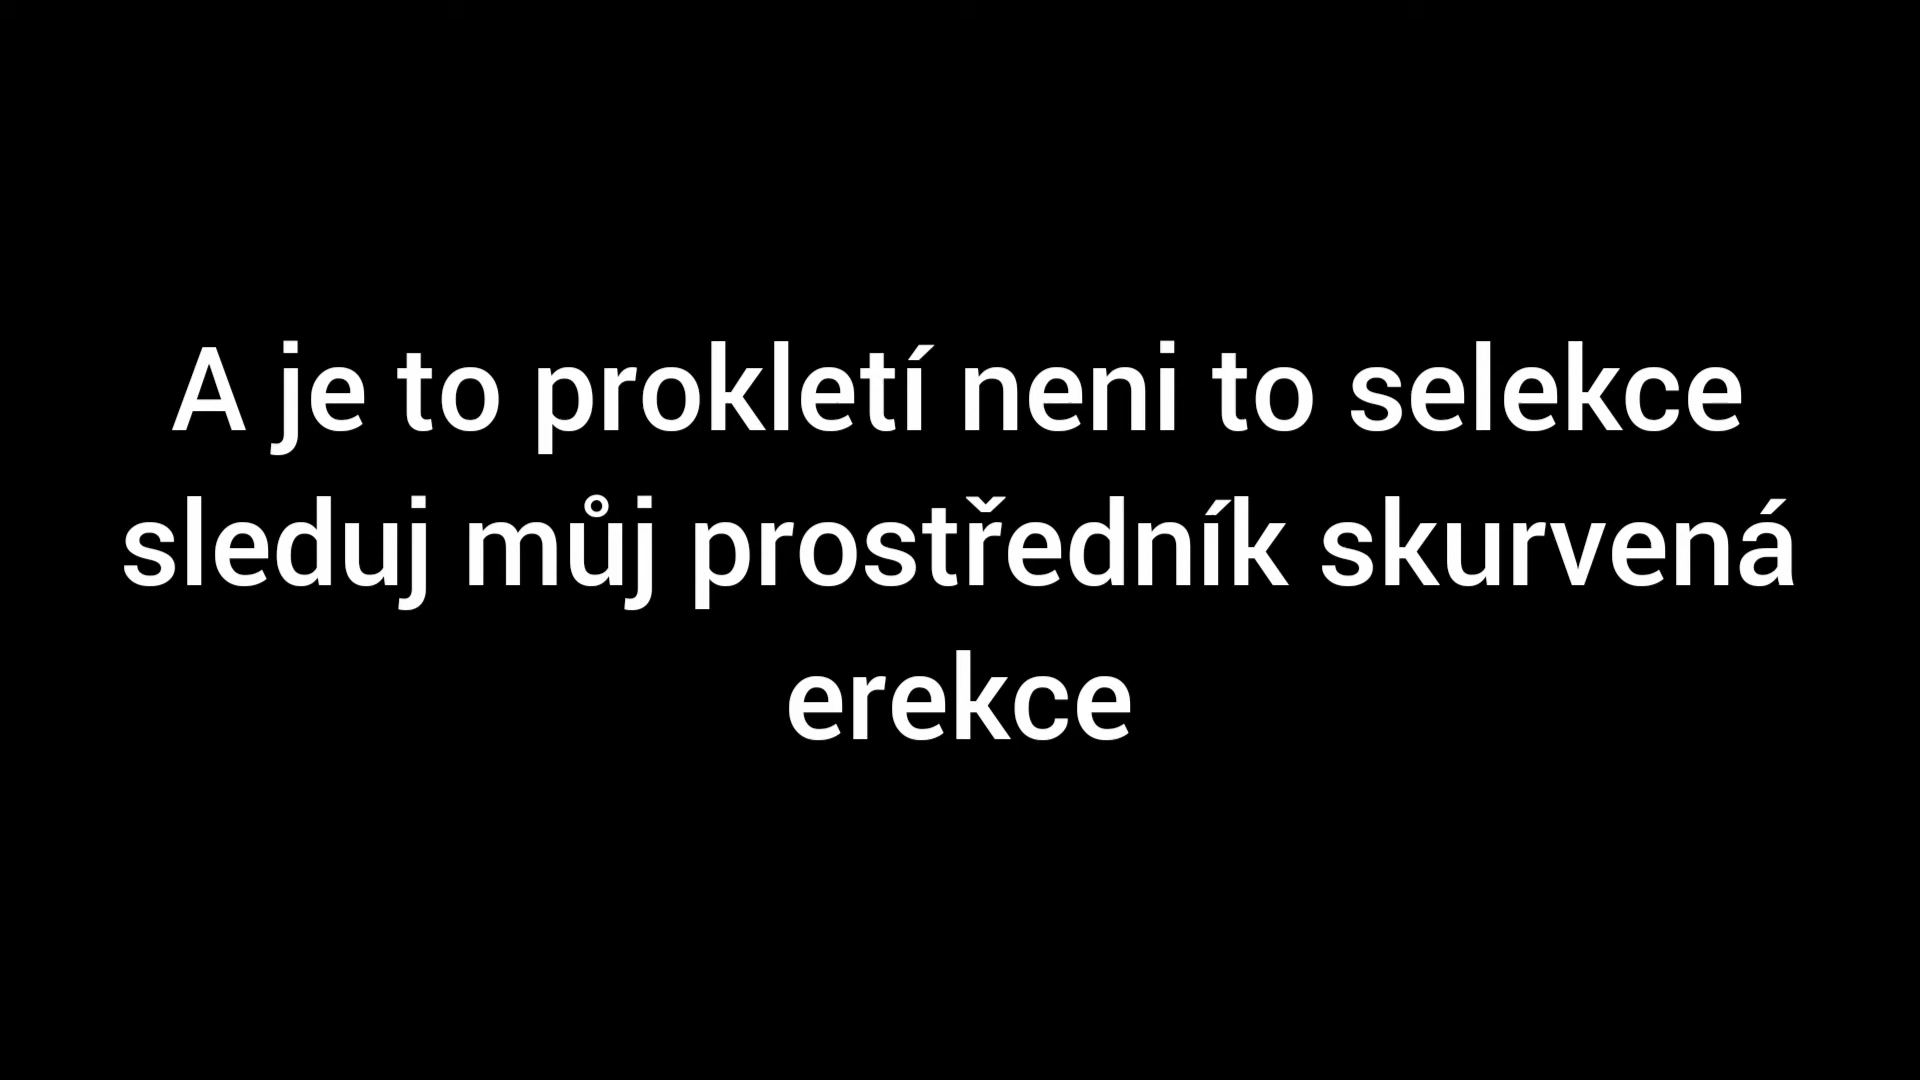 A je to prokletí neni to selekce
sleduj můj prostředník skurvená
erekce